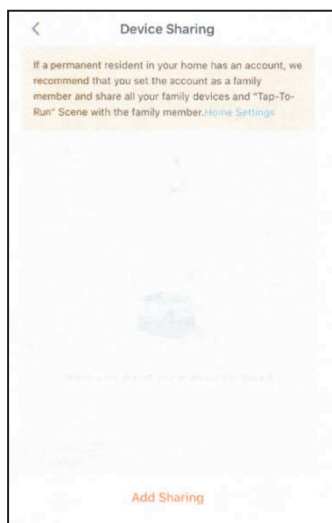 Device Sharing
If a permanent resident in your home has an account, we
recommend that you set the account as a family
member and share all your family devices and "Tap-To-
Run" Scene with the family member.Home Settings
Add Sharing